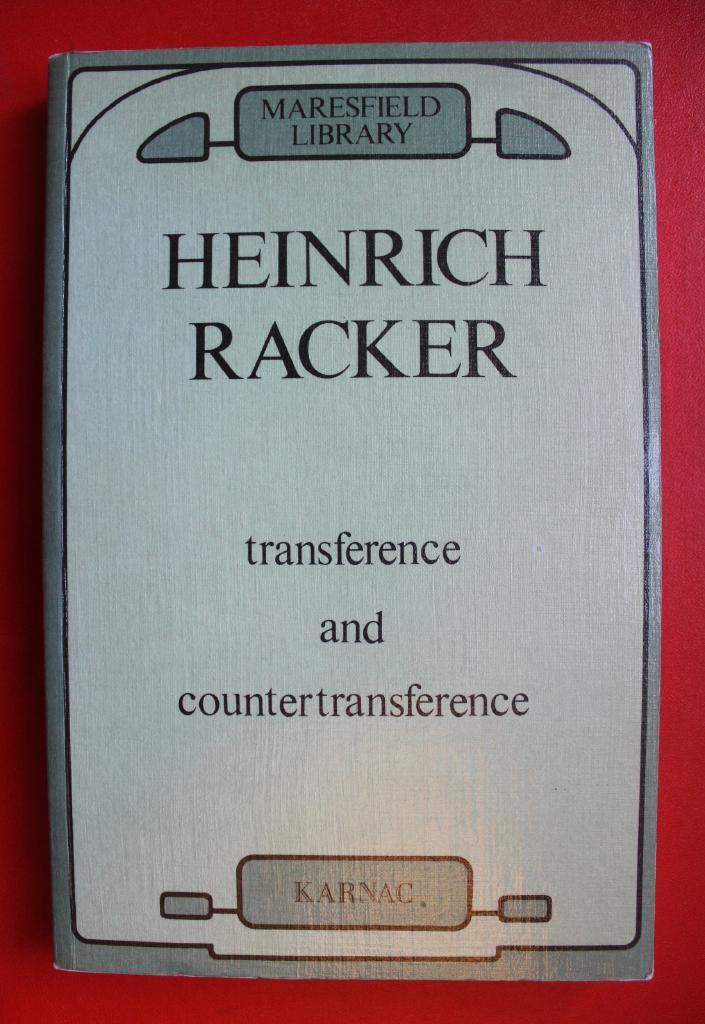 MARESFIELD
LIBRARY
HEINRICH
RACKER
transference
and
countertransference
KARNAC